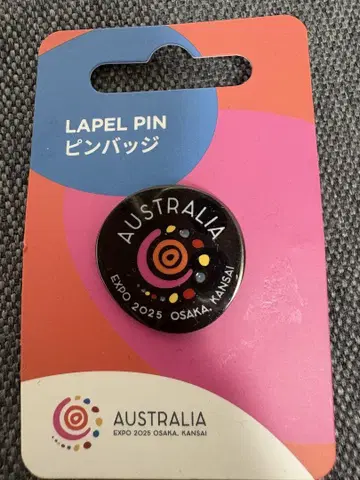 LAPEL PIN
ピンバッジ
AUSTRALIA
EXPO 2025 OSAKA, KANSAI
AUSTRALIA
EXPO 2025 OSAKA, KANSAI